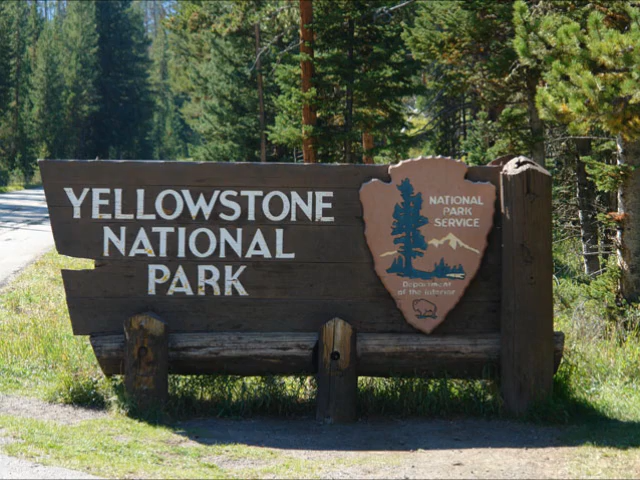 YELLOWSTONE
NATIONAL
PARK
NATIONAL
PARK
SERVICE
Department
of the Interior